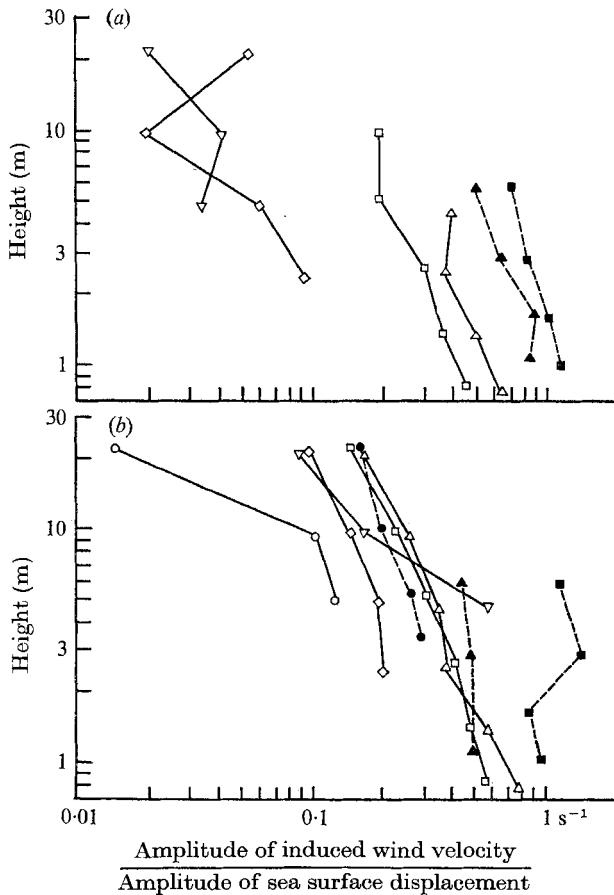 (a)
30
10
3
1
Height (m)
(b)
30
10
3
1
Height (m)
0·01
0·1
1 s⁻¹
Amplitude of induced wind velocity
Amplitude of sea surface displacement